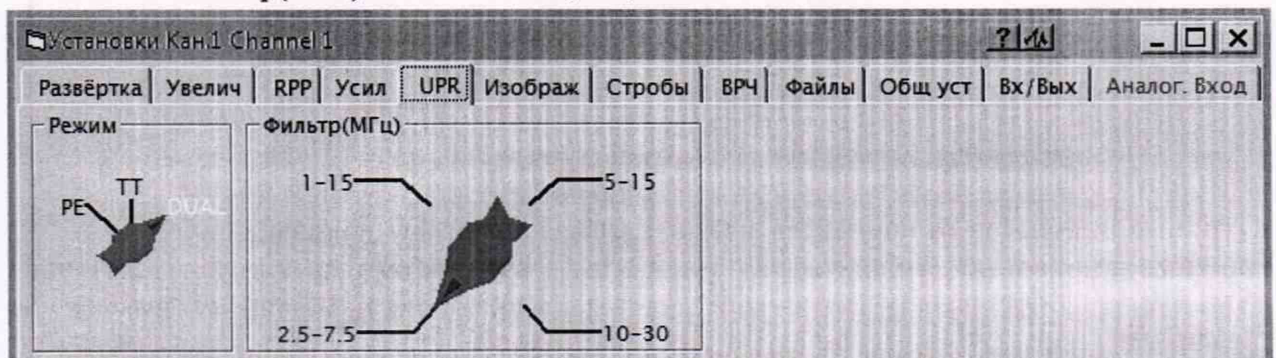 Установки Кан.1 Channel 1
Развёртка Увелич RPP Усил UPR Изображ Стробы ВРЧ Файлы Общ уст Вх/Вых Аналог. Вход
Режим
PE
TT
DUAL
Фильтр(МГц)
1-15
5-15
2.5-7.5
10-30